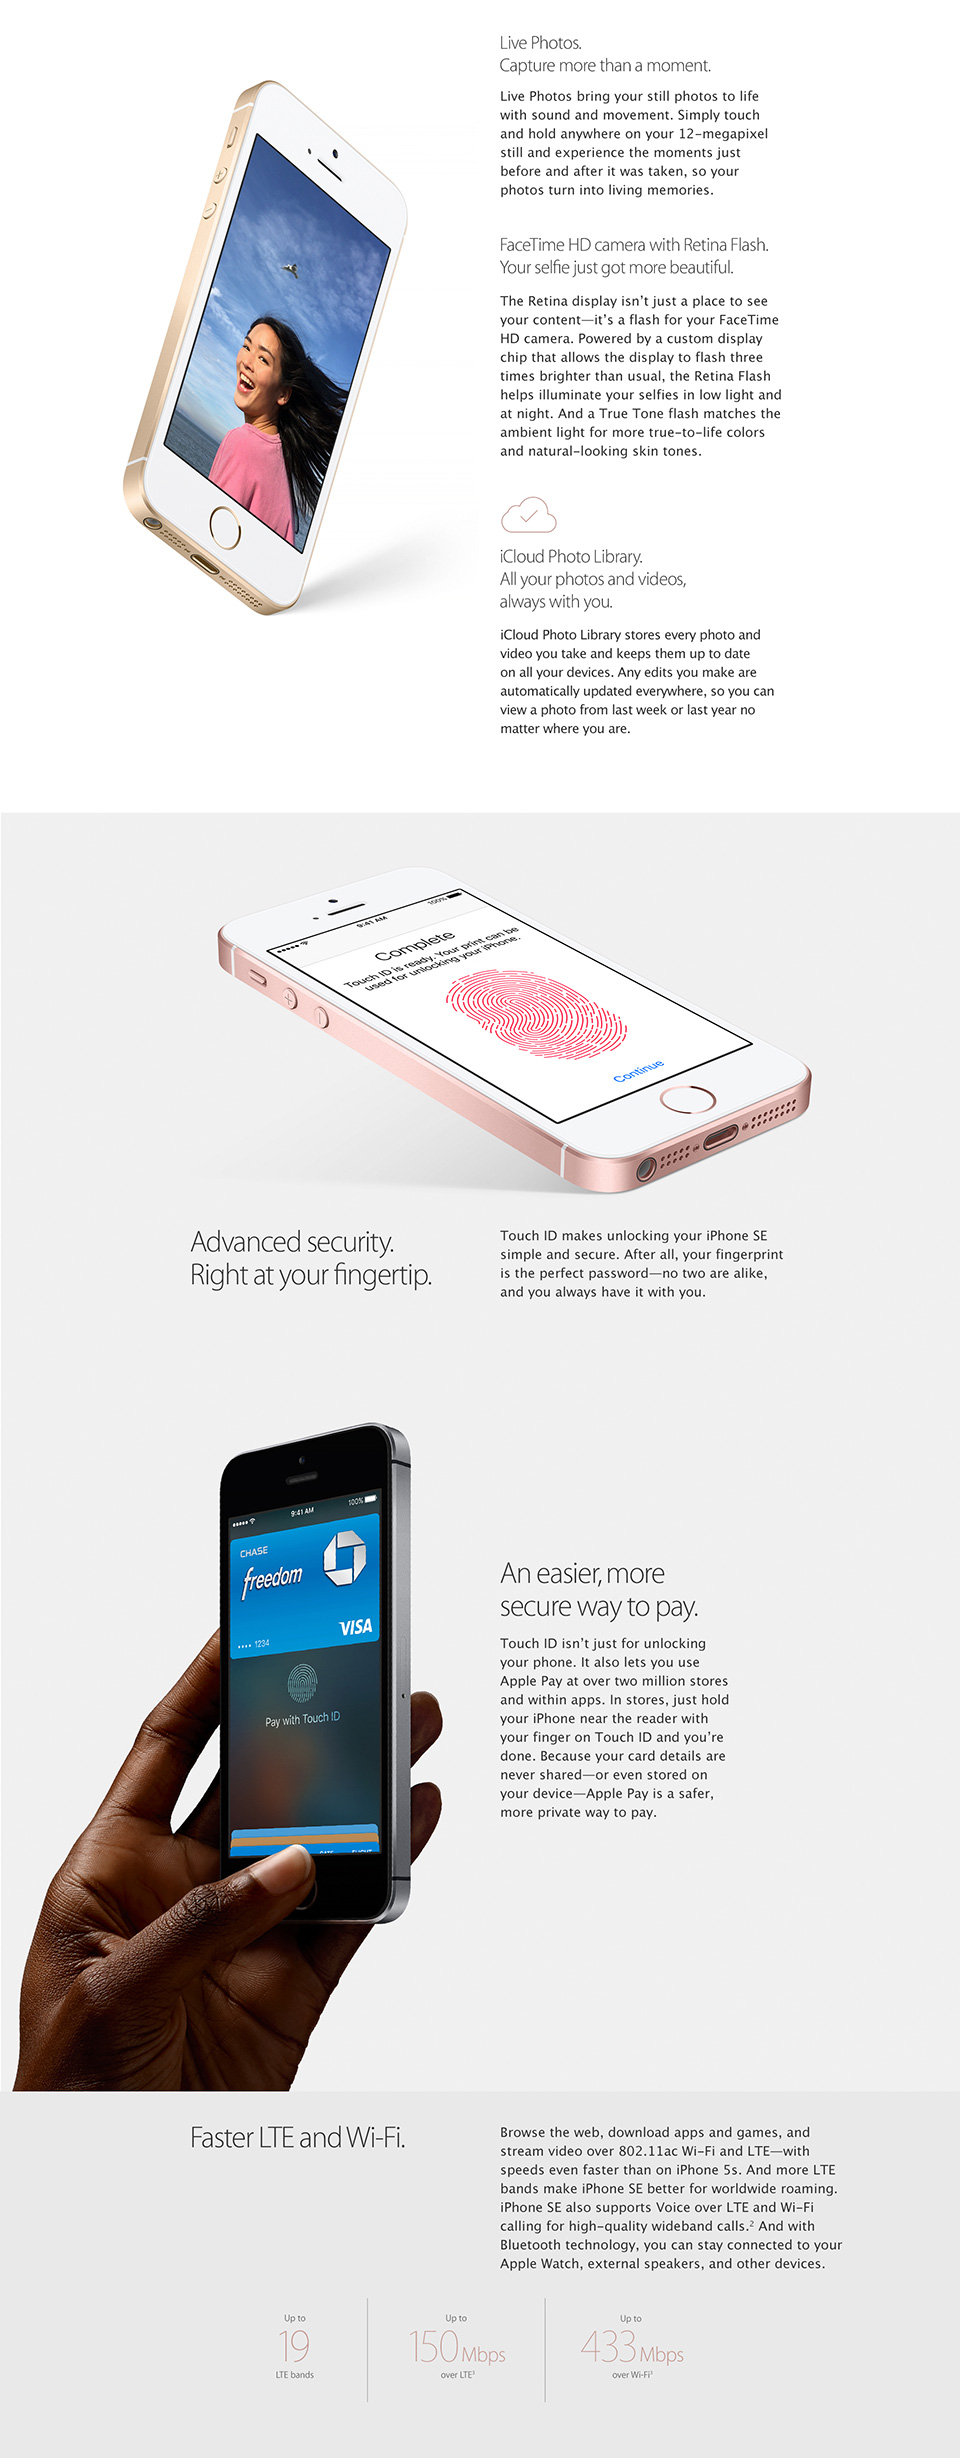 Live Photos.
Capture more than a moment.
Live Photos bring your still photos to life
with sound and movement. Simply touch
and hold anywhere on your 12-megapixel
still and experience the moments just
before and after it was taken, so your
photos turn into living memories.
FaceTime HD camera with Retina Flash.
Your selfie just got more beautiful.
The Retina display isn't just a place to see
your content—it's a flash for your FaceTime
HD camera. Powered by a custom display
chip that allows the display to flash three
times brighter than usual, the Retina Flash
helps illuminate your selfies in low light and
at night. And a True Tone flash matches the
ambient light for more true-to-life colors
and natural-looking skin tones.
iCloud Photo Library.
All your photos and videos,
always with you.
iCloud Photo Library stores every photo and
video you take and keeps them up to date
on all your devices. Any edits you make are
automatically updated everywhere, so you can
view a photo from last week or last year no
matter where you are.
9:41 AM
100%
Complete
Touch ID is ready. Your print can be
used for unlocking your iPhone.
Continue
Advanced security.
Right at your fingertip.
Touch ID makes unlocking your iPhone SE
simple and secure. After all, your fingerprint
is the perfect password—no two are alike,
and you always have it with you.
9:41 AM
100%
CHASE
freedom
VISA
•••• 1234
Pay with Touch ID
An easier, more
secure way to pay.
Touch ID isn't just for unlocking
your phone. It also lets you use
Apple Pay at over two million stores
and within apps. In stores, just hold
your iPhone near the reader with
your finger on Touch ID and you're
done. Because your card details are
never shared—or even stored on
your device—Apple Pay is a safer,
more private way to pay.
Faster LTE and Wi-Fi.
Browse the web, download apps and games, and
stream video over 802.11ac Wi-Fi and LTE—with
speeds even faster than on iPhone 5s. And more LTE
bands make iPhone SE better for worldwide roaming.
iPhone SE also supports Voice over LTE and Wi-Fi
calling for high-quality wideband calls.² And with
Bluetooth technology, you can stay connected to your
Apple Watch, external speakers, and other devices.
Up to
19
LTE bands
Up to
150 Mbps
over LTE³
Up to
433 Mbps
over Wi-Fi³